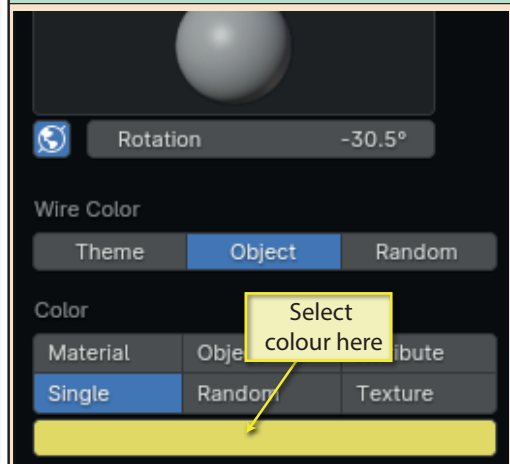 Rotation -30.5°
Wire Color
Theme Object Random
Color
Select
colour here
Material
Single Random Texture